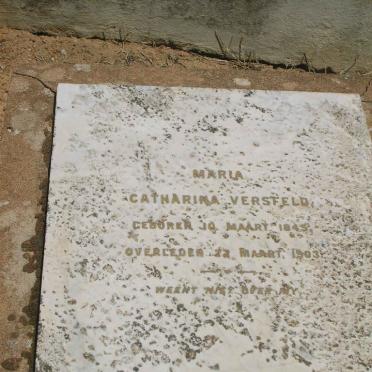 MARIA
CATHARINA VERSFELD,
GEBOREN 10 MAART 1845,
OVERLEDEN 22 MAART 1903
WEENT NIET OVER MIJ